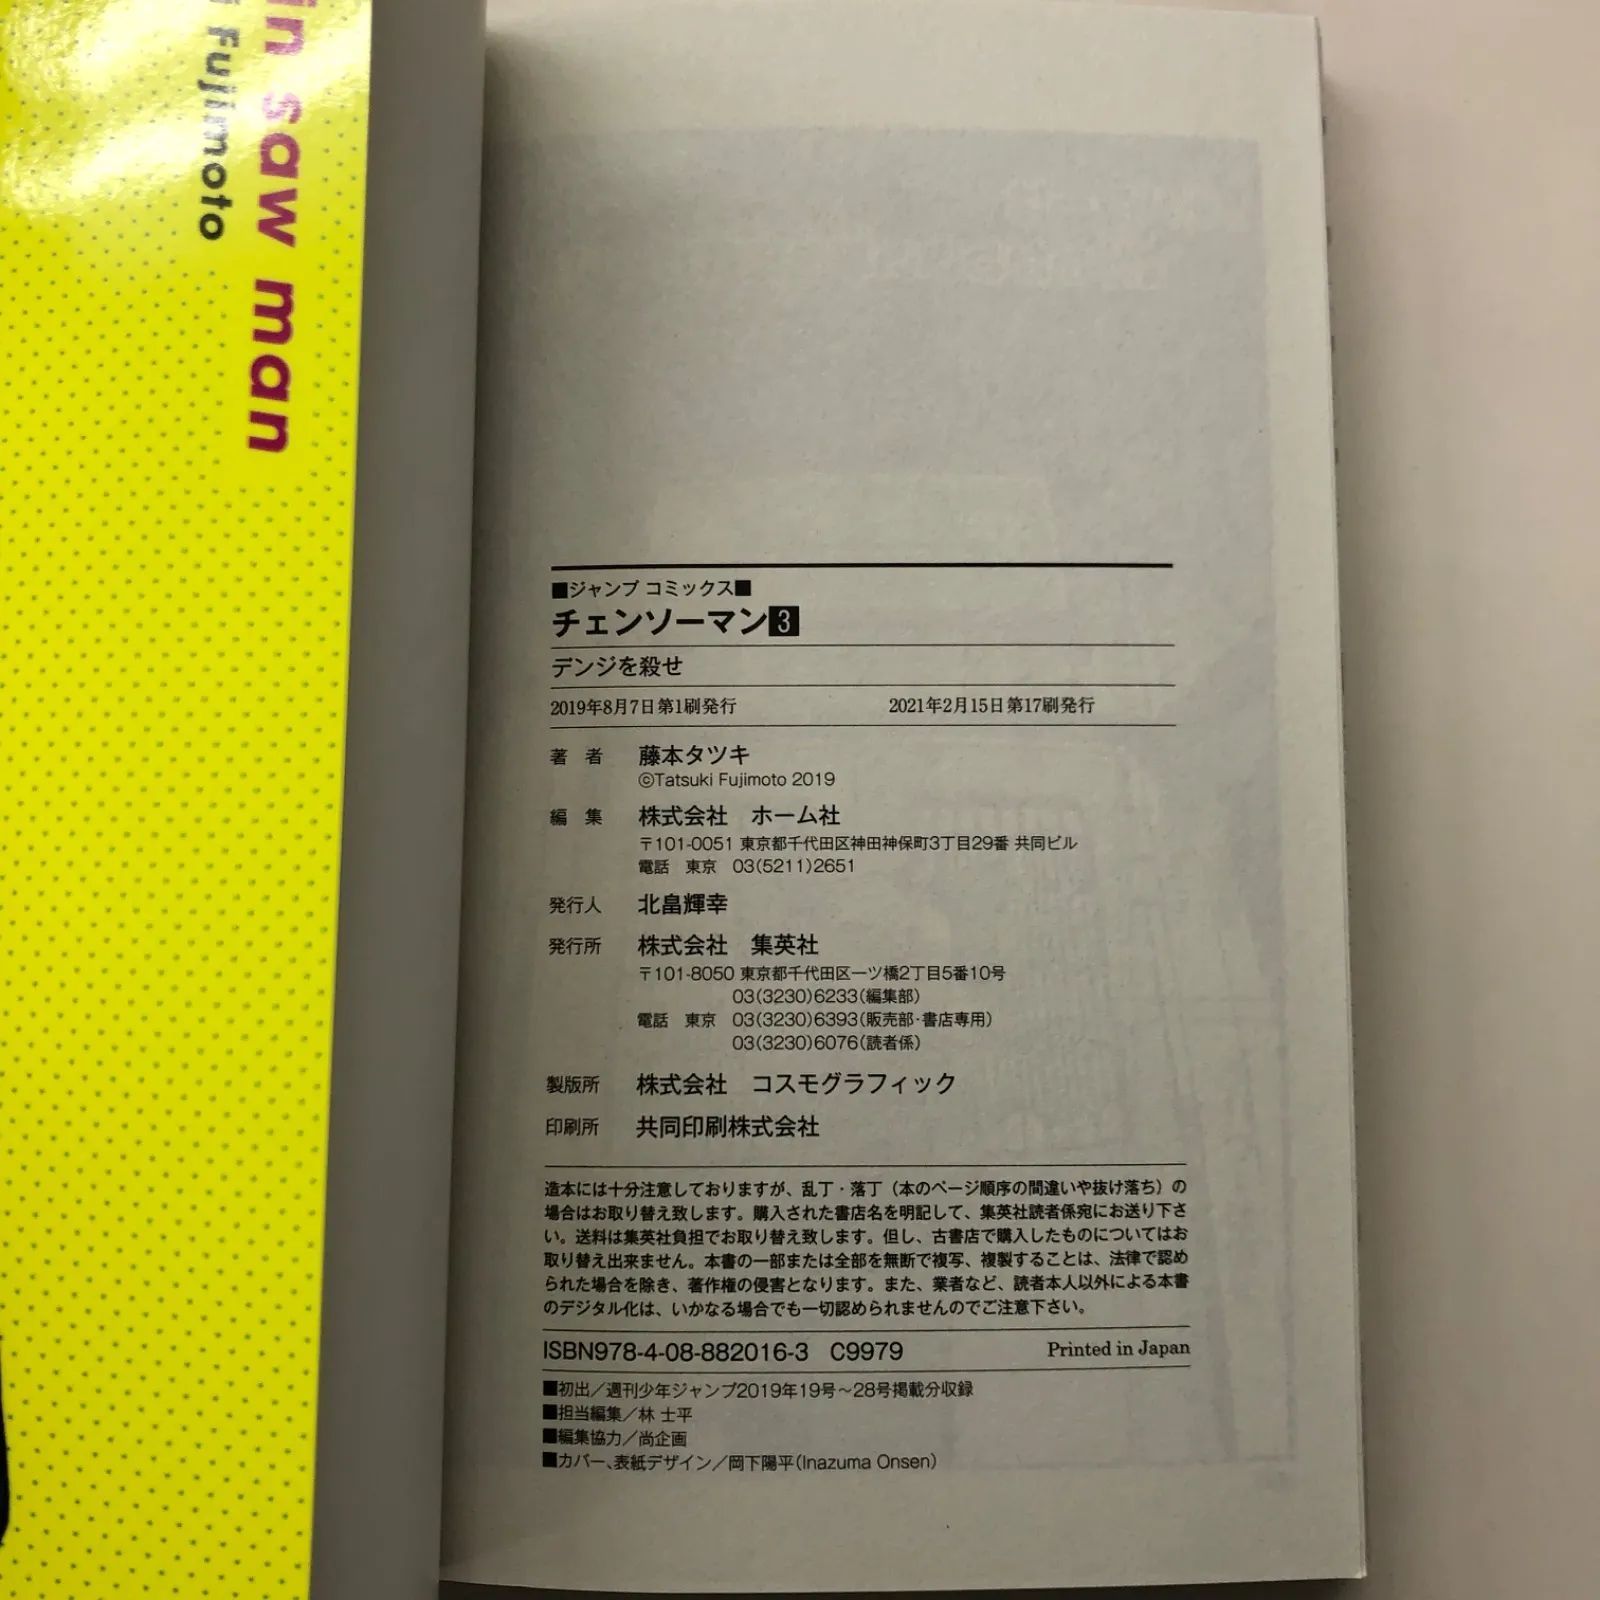 in saw man
i Fujimoto
■ジャンプ コミックス■
チェンソーマン3
デンジを殺せ
2019年8月7日第1刷発行 2021年2月15日第17刷発行
著 者 藤本タツキ
©Tatsuki Fujimoto 2019
編 集 株式会社 ホーム社
〒101-0051 東京都千代田区神田神保町3丁目29番 共同ビル
電話 東京 03(5211)2651
発行人 北畠輝幸
発行所 株式会社 集英社
〒101-8050 東京都千代田区一ツ橋2丁目5番10号
03(3230)6233(編集部)
電話 東京 03(3230)6393(販売部・書店専用)
03(3230)6076(読者係)
製版所 株式会社 コスモグラフィック
印刷所 共同印刷株式会社
造本には十分注意しておりますが、乱丁・落丁(本のページ順序の間違いや抜け落ち)の
場合はお取り替え致します。購入された書店名を明記して、集英社読者係宛にお送り下さ
い。送料は集英社負担でお取り替え致します。但し、古書店で購入したものについてはお
取り替え出来ません。本書の一部または全部を無断で複写、複製することは、法律で認め
られた場合を除き、著作権の侵害となります。また、業者など、読者本人以外による本書
のデジタル化は、いかなる場合でも一切認められませんのでご注意下さい。
ISBN978-4-08-882016-3 C9979 Printed in Japan
■初出／週刊少年ジャンプ2019年19号～28号掲載分収録
■担当編集／林 士平
■編集協力／尚企画
■カバー、表紙デザイン／岡下陽平(Inazuma Onsen)